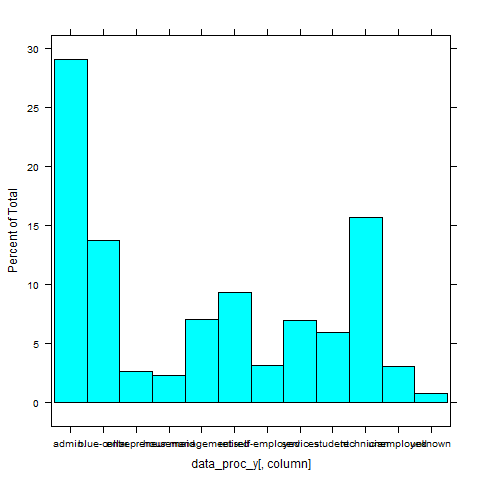 30
25
20
15
10
5
0
Percent of Total
admin. blue-collar entrepreneur housemaid management retired self-employed services student technician unemployed unknown
data_proc_y[, column]